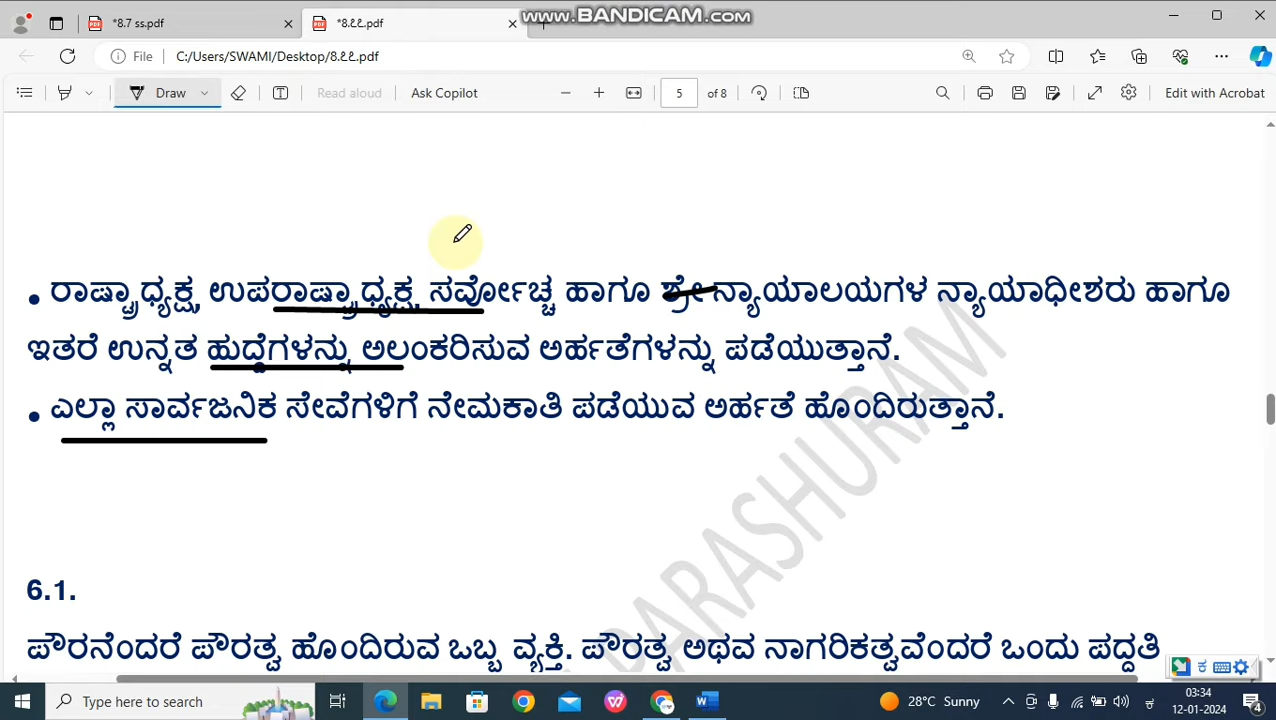 www.BANDICAM.com
*8.7 ss.pdf
*8.ಓಓ.pdf
File C:/Users/SWAMI/Desktop/8.ಓಓ.pdf
Draw Read aloud Ask Copilot 5 of 8 Edit with Acrobat
• ರಾಷ್ಟ್ರಾಧ್ಯಕ್ಷ, ಉಪರಾಷ್ಟ್ರಾಧ್ಯಕ್ಷ, ಸರ್ವೋಚ್ಚ ಹಾಗೂ ಶ್ರೇನ್ಯಾಯಾಲಯಗಳ ನ್ಯಾಯಾಧೀಶರು ಹಾಗೂ
ಇತರೆ ಉನ್ನತ ಹುದ್ದೆಗಳನ್ನು ಅಲಂಕರಿಸುವ ಅರ್ಹತೆಗಳನ್ನು ಪಡೆಯುತ್ತಾನೆ.
• ಎಲ್ಲಾ ಸಾರ್ವಜನಿಕ ಸೇವೆಗಳಿಗೆ ನೇಮಕಾತಿ ಪಡೆಯುವ ಅರ್ಹತೆ ಹೊಂದಿರುತ್ತಾನೆ.
PARASHURAM
6.1.
ಪೌರನೆಂದರೆ ಪೌರತ್ವ ಹೊಂದಿರುವ ಒಬ್ಬ ವ್ಯಕ್ತಿ. ಪೌರತ್ವ ಅಥವ ನಾಗರಿಕತ್ವವೆಂದರೆ ಒಂದು ಪದ್ದತಿ
Type here to search
28°C Sunny
03:34
12-01-2024